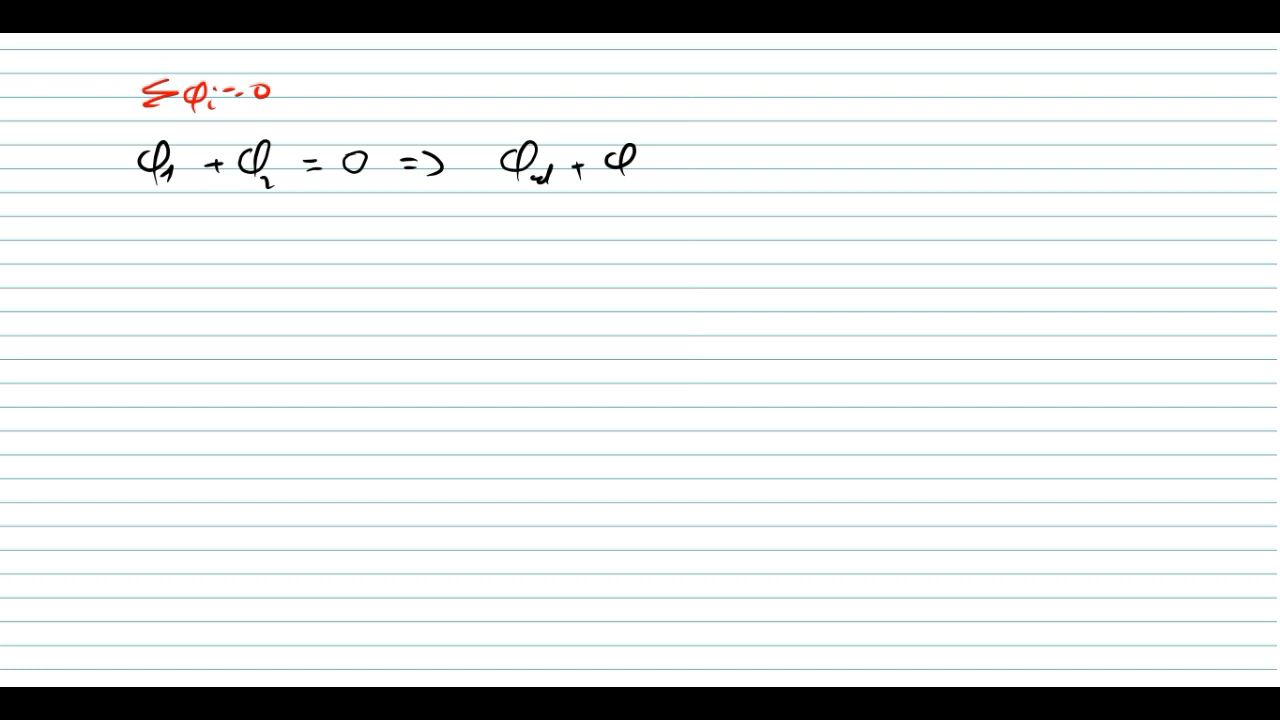 Σφᵢ = 0
φ₁ + φ₂ = 0 => φ + φ